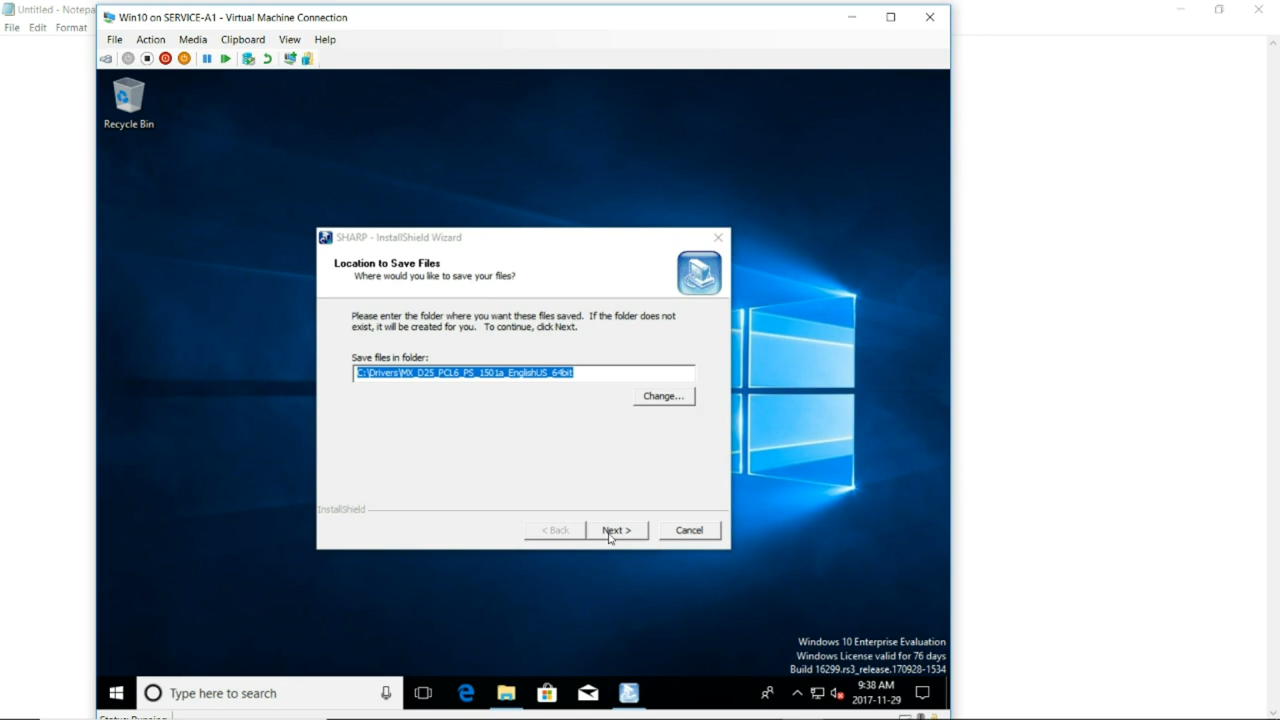 Untitled - Notepa
File Edit Format
Win10 on SERVICE-A1 - Virtual Machine Connection
File Action Media Clipboard View Help
Recycle Bin
SHARP - InstallShield Wizard
Location to Save Files
Where would you like to save your files?
Please enter the folder where you want these files saved. If the folder does not
exist, it will be created for you. To continue, click Next.
Save files in folder:
C:\Drivers\MX_D25_PCL6_PS_1501a_EnglishUS_64bit
Change...
InstallShield
< Back Next > Cancel
Windows 10 Enterprise Evaluation
Windows License valid for 76 days
Build 16299.rs3_release.170928-1534
Type here to search
9:38 AM
2017-11-29
Status: Running